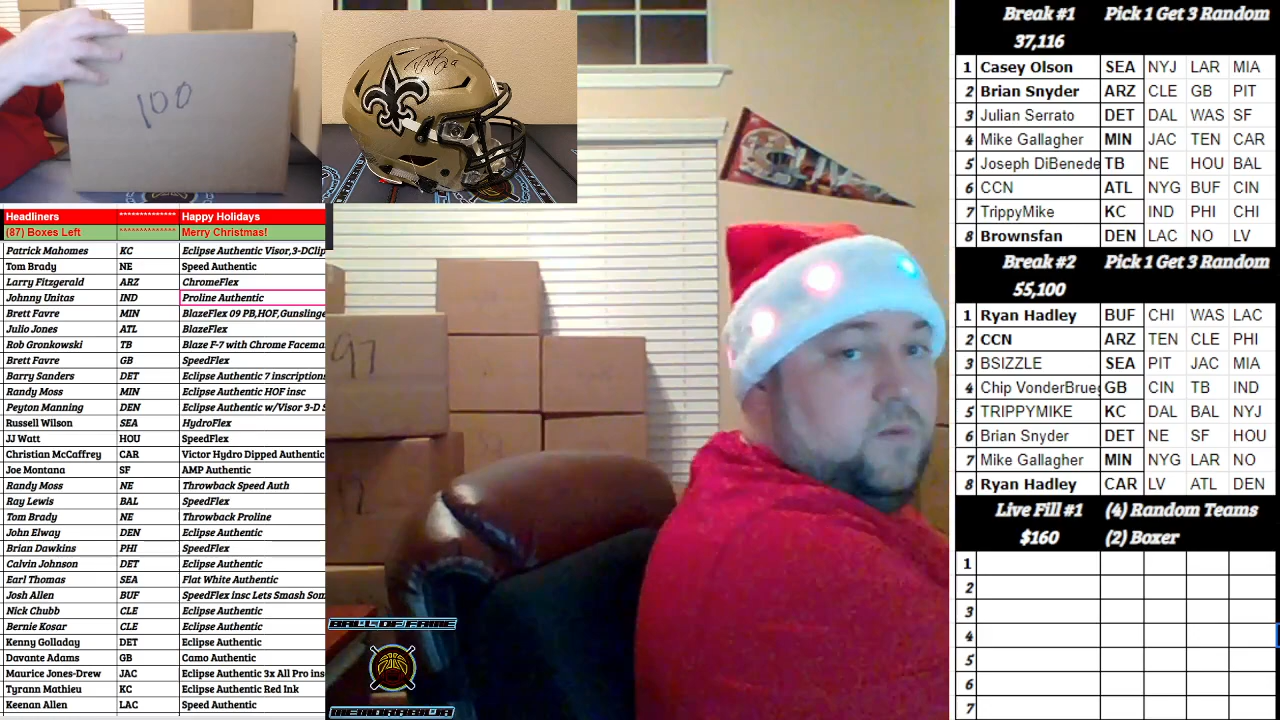 100
Headliners ************** Happy Holidays
(87) Boxes Left ************** Merry Christmas!
Patrick Mahomes KC Eclipse Authentic Visor,3-DClip
Tom Brady NE Speed Authentic
Larry Fitzgerald ARZ ChromeFlex
Johnny Unitas IND Proline Authentic
Brett Favre MIN BlazeFlex 09 PB,HOF,Gunslinge
Julio Jones ATL BlazeFlex
Rob Gronkowski TB Blaze F-7 with Chrome Facema
Brett Favre GB SpeedFlex
Barry Sanders DET Eclipse Authentic 7 inscriptions
Randy Moss MIN Eclipse Authentic HOF insc
Peyton Manning DEN Eclipse Authentic w/Visor 3-D S
Russell Wilson SEA HydroFlex
JJ Watt HOU SpeedFlex
Christian McCaffrey CAR Victor Hydro Dipped Authentic
Joe Montana SF AMP Authentic
Randy Moss NE Throwback Speed Auth
Ray Lewis BAL SpeedFlex
Tom Brady NE Throwback Proline
John Elway DEN Eclipse Authentic
Brian Dawkins PHI SpeedFlex
Calvin Johnson DET Eclipse Authentic
Earl Thomas SEA Flat White Authentic
Josh Allen BUF SpeedFlex insc Lets Smash Som
Nick Chubb CLE Eclipse Authentic
Bernie Kosar CLE Eclipse Authentic
Kenny Golladay DET Eclipse Authentic
Davante Adams GB Camo Authentic
Maurice Jones-Drew JAC Eclipse Authentic 3x All Pro ins
Tyrann Mathieu KC Eclipse Authentic Red Ink
Keenan Allen LAC Speed Authentic
97
BALL OF FAME
MEMORABILIA
Break #1 Pick 1 Get 3 Random
37,116
1 Casey Olson SEA NYJ LAR MIA
2 Brian Snyder ARZ CLE GB PIT
3 Julian Serrato DET DAL WAS SF
4 Mike Gallagher MIN JAC TEN CAR
5 Joseph DiBenede TB NE HOU BAL
6 CCN ATL NYG BUF CIN
7 TrippyMike KC IND PHI CHI
8 Brownsfan DEN LAC NO LV
Break #2 Pick 1 Get 3 Random
55,100
1 Ryan Hadley BUF CHI WAS LAC
2 CCN ARZ TEN CLE PHI
3 BSIZZLE SEA PIT JAC MIA
4 Chip VonderBrueg GB CIN TB IND
5 TRIPPYMIKE KC DAL BAL NYJ
6 Brian Snyder DET NE SF HOU
7 Mike Gallagher MIN NYG LAR NO
8 Ryan Hadley CAR LV ATL DEN
Live Fill #1 (4) Random Teams
$160 (2) Boxer
1
2
3
4
5
6
7